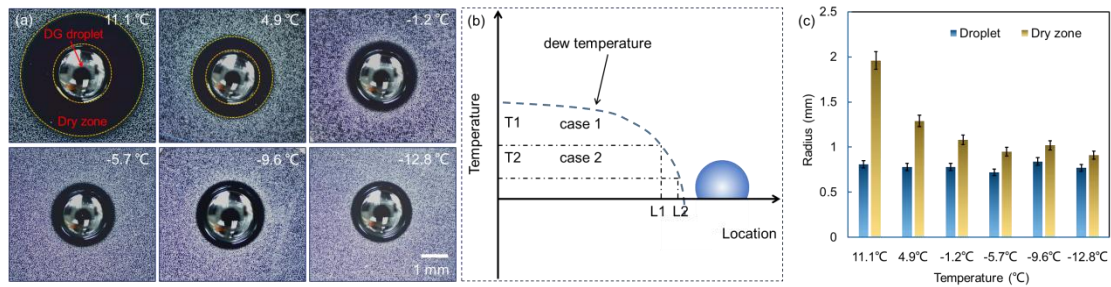 (a)
11.1 ℃
DG droplet
Dry zone
4.9 ℃
-1.2 ℃
-5.7 ℃
-9.6 ℃
-12.8 ℃
1 mm
(b)
dew temperature
Temperature
T1 case 1
T2 case 2
L1 L2
Location
(c)
Droplet Dry zone
Radius (mm)
2.5
2
1.5
1
0.5
0
11.1℃ 4.9℃ -1.2℃ -5.7℃ -9.6℃ -12.8℃
Temperature (℃)